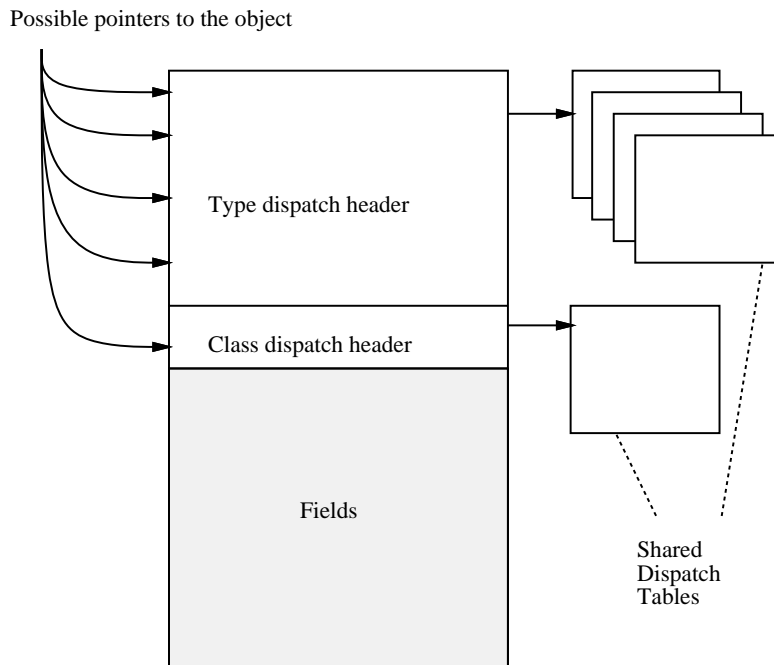 Possible pointers to the object
Type dispatch header
Class dispatch header
Fields
Shared
Dispatch
Tables